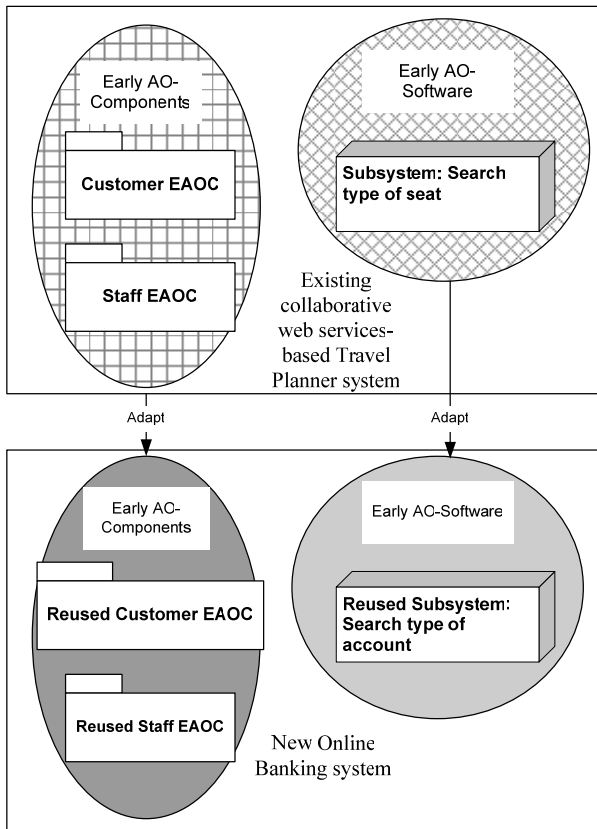 Early AO-
Components
Customer EAOC
Staff EAOC
Early AO-
Software
Subsystem: Search
type of seat
Existing
collaborative
web services-
based Travel
Planner system
Adapt
Adapt
Early AO-
Components
Reused Customer EAOC
Reused Staff EAOC
Early AO-Software
Reused Subsystem:
Search type of
account
New Online
Banking system